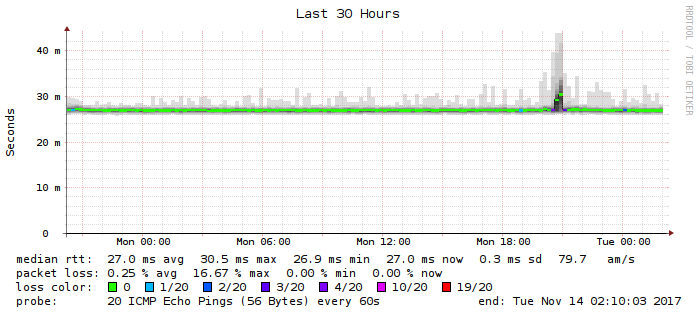 Last 30 Hours
RRDTOOL / TOBI OETIKER
Seconds
40 m
30 m
20 m
10 m
0
Mon 00:00 Mon 06:00 Mon 12:00 Mon 18:00 Tue 00:00
median rtt: 27.0 ms avg 30.5 ms max 26.9 ms min 27.0 ms now 0.3 ms sd 79.7 am/s
packet loss: 0.25 % avg 16.67 % max 0.00 % min 0.00 % now
loss color: 0 1/20 2/20 3/20 4/20 10/20 19/20
probe: 20 ICMP Echo Pings (56 Bytes) every 60s end: Tue Nov 14 02:10:03 2017